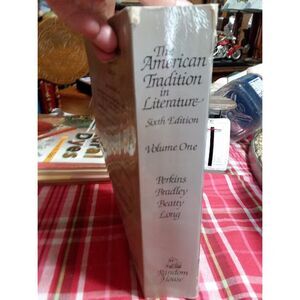 The
American
Tradition
in
Literature
Sixth Edition
Volume One
Perkins
Bradley
Beatty
Long
Random
House